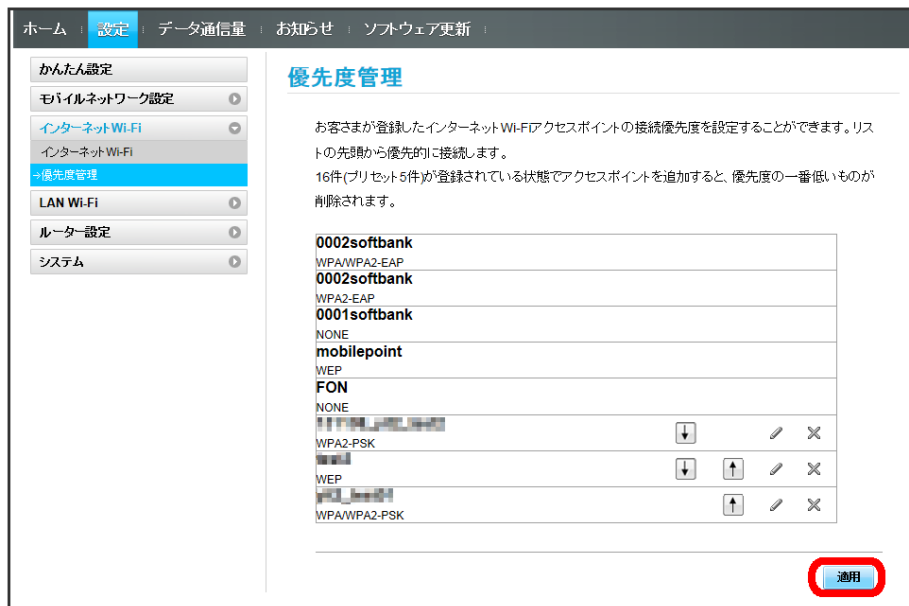 ホーム 設定 データ通信量 お知らせ ソフトウェア更新
かんたん設定
モバイルネットワーク設定
インターネットWi-Fi
インターネットWi-Fi
→優先度管理
LAN Wi-Fi
ルーター設定
システム
優先度管理
お客さまが登録したインターネットWi-Fiアクセスポイントの接続優先度を設定することができます。リス
トの先頭から優先的に接続します。
16件(プリセット5件)が登録されている状態でアクセスポイントを追加すると、優先度の一番低いものが
削除されます。
0002softbank
WPA/WPA2-EAP
0002softbank
WPA2-EAP
0001softbank
NONE
mobilepoint
WEP
FON
NONE
WPA2-PSK
WEP
WPA/WPA2-PSK
適用